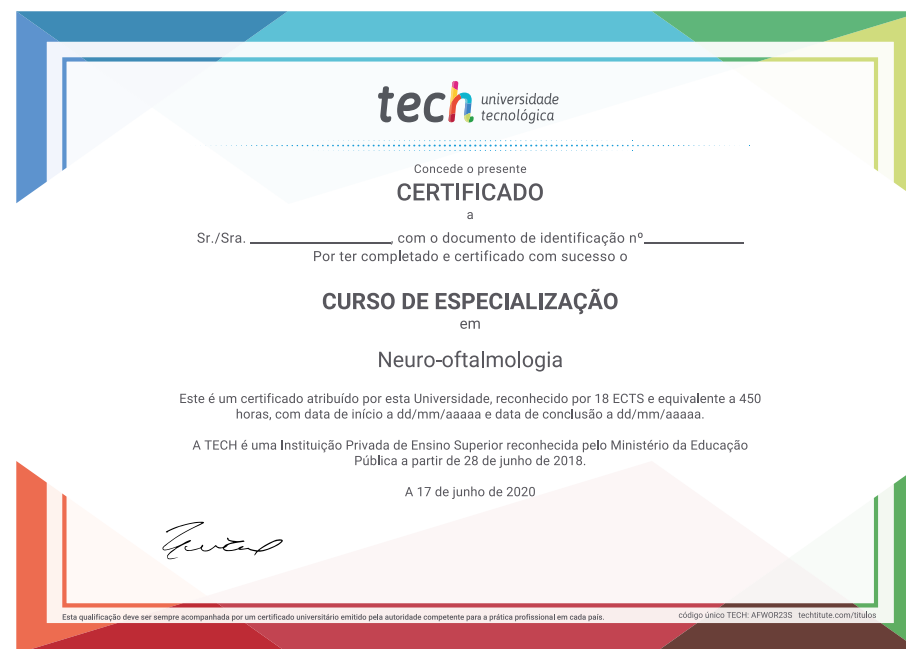 tech universidade
tecnológica
Concede o presente
CERTIFICADO
a
Sr./Sra. ________________, com o documento de identificação nº____________
Por ter completado e certificado com sucesso o
CURSO DE ESPECIALIZAÇÃO
em
Neuro-oftalmologia
Este é um certificado atribuído por esta Universidade, reconhecido por 18 ECTS e equivalente a 450
horas, com data de início a dd/mm/aaaaa e data de conclusão a dd/mm/aaaaa.
A TECH é uma Instituição Privada de Ensino Superior reconhecida pelo Ministério da Educação
Pública a partir de 28 de junho de 2018.
A 17 de junho de 2020
Esta qualificação deve ser sempre acompanhada por um certificado universitário emitido pela autoridade competente para a prática profissional em cada país.
código único TECH: AFWOR23S techtitute.com/titulos